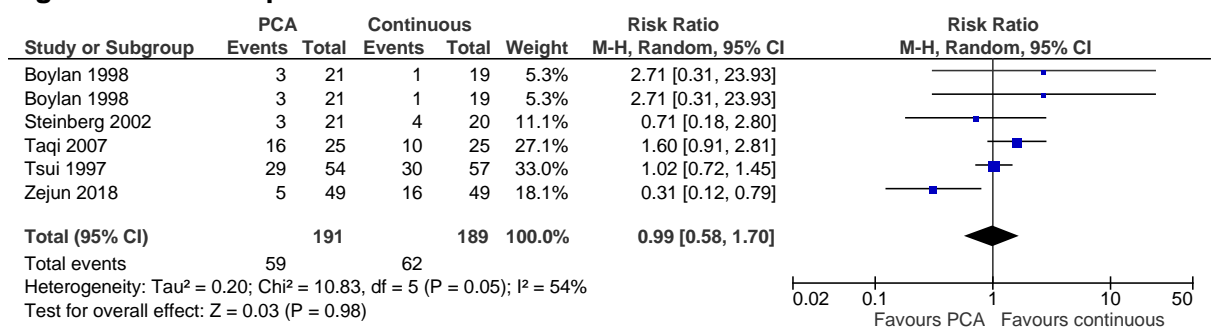 PCA Continuous Risk Ratio Risk Ratio
Study or Subgroup Events Total Events Total Weight M-H, Random, 95% CI M-H, Random, 95% CI
Boylan 1998 3 21 1 19 5.3% 2.71 [0.31, 23.93]
Boylan 1998 3 21 1 19 5.3% 2.71 [0.31, 23.93]
Steinberg 2002 3 21 4 20 11.1% 0.71 [0.18, 2.80]
Taqi 2007 16 25 10 25 27.1% 1.60 [0.91, 2.81]
Tsui 1997 29 54 30 57 33.0% 1.02 [0.72, 1.45]
Zejun 2018 5 49 16 49 18.1% 0.31 [0.12, 0.79]
Total (95% CI) 191 189 100.0% 0.99 [0.58, 1.70]
Total events 59 62
Heterogeneity: Tau² = 0.20; Chi² = 10.83, df = 5 (P = 0.05); I² = 54%
Test for overall effect: Z = 0.03 (P = 0.98)
0.02 0.1 1 10 50
Favours PCA Favours continuous